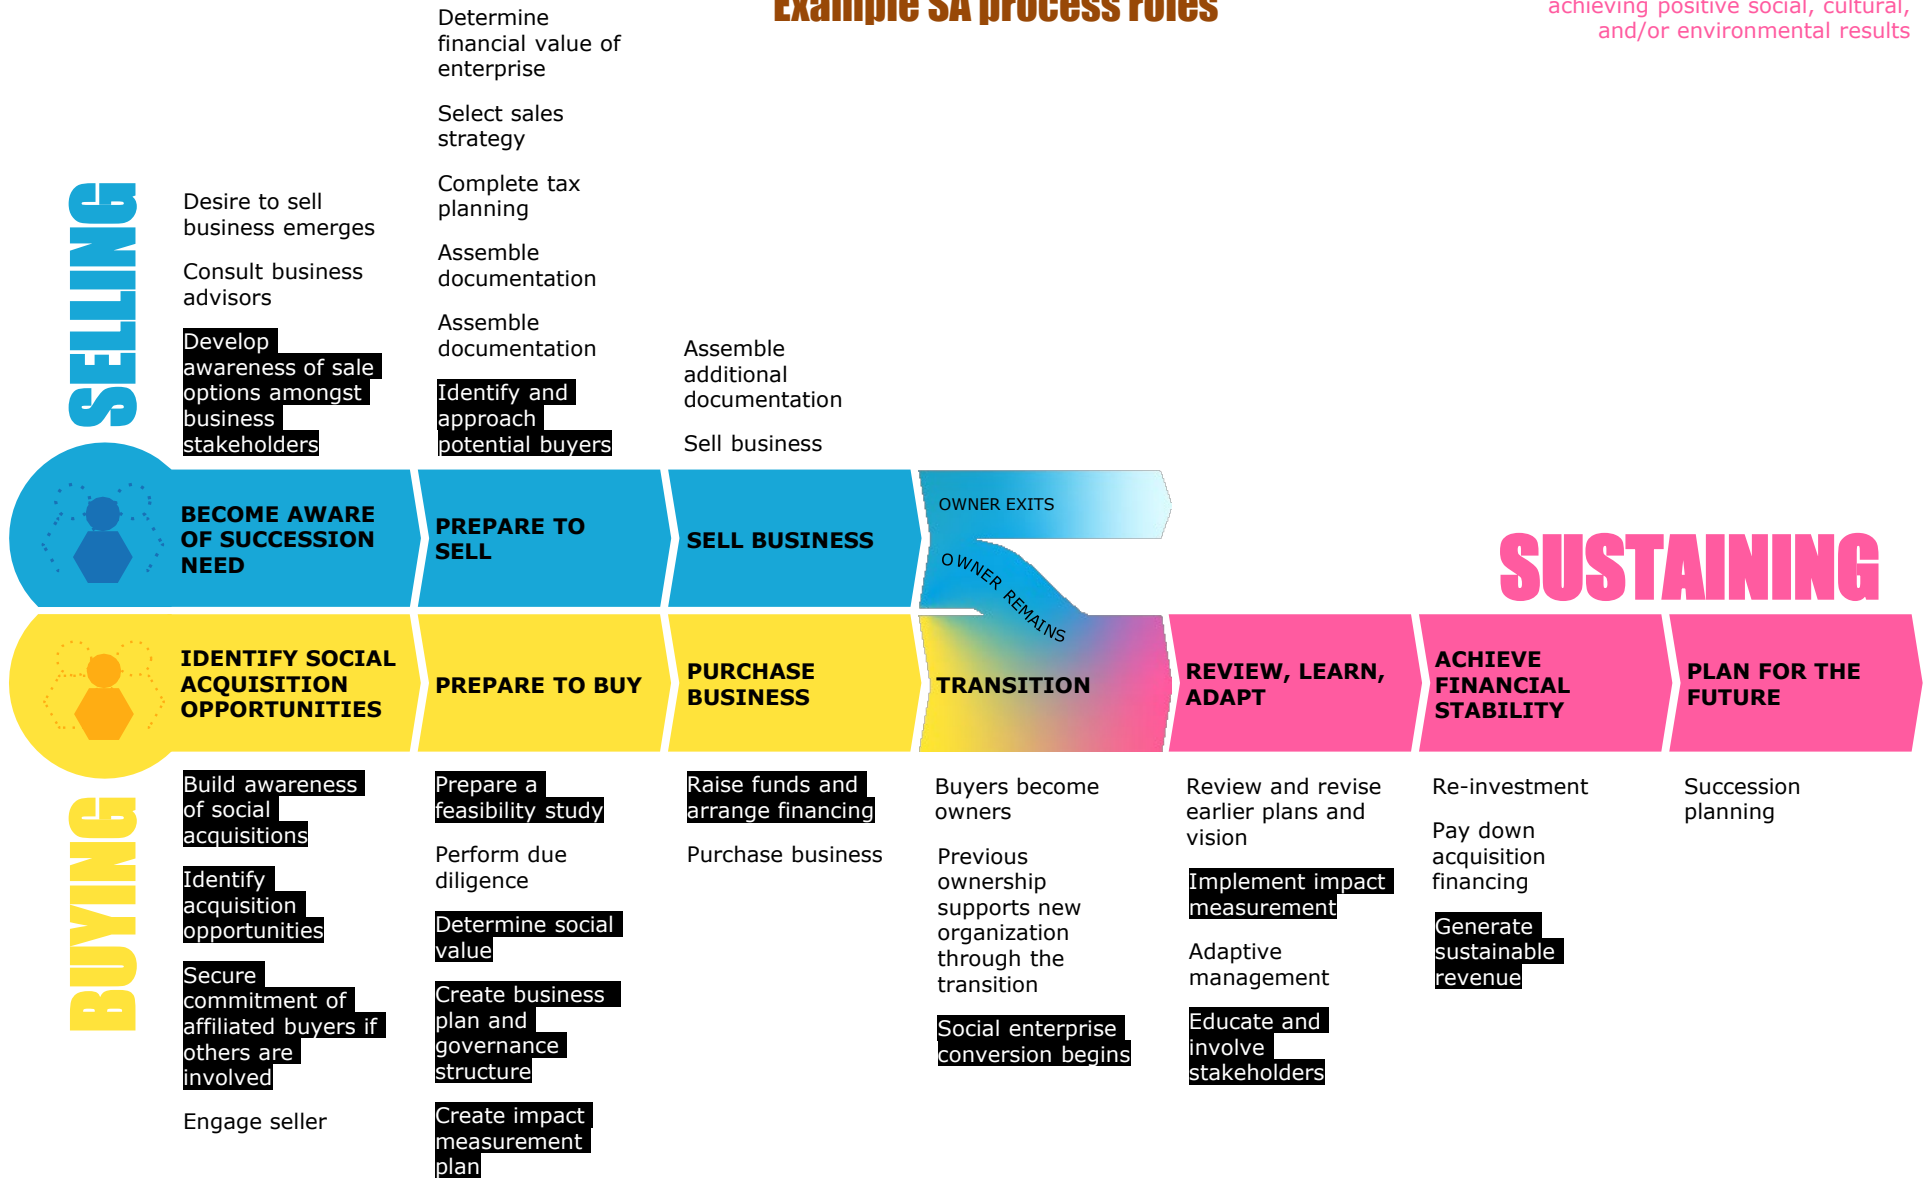 Example SA process roles
achieving positive social, cultural,
and/or environmental results
SELLING
Desire to sell
business emerges
Consult business
advisors
Develop
awareness of sale
options amongst
business
stakeholders
Determine
financial value of
enterprise
Select sales
strategy
Complete tax
planning
Assemble
documentation
Assemble
documentation
Identify and
approach
potential buyers
Assemble
additional
documentation
Sell business
BECOME AWARE
OF SUCCESSION
NEED
PREPARE TO
SELL
SELL BUSINESS
OWNER EXITS
OWNER REMAINS
SUSTAINING
IDENTIFY SOCIAL
ACQUISITION
OPPORTUNITIES
PREPARE TO BUY
PURCHASE
BUSINESS
TRANSITION
REVIEW, LEARN,
ADAPT
ACHIEVE
FINANCIAL
STABILITY
PLAN FOR THE
FUTURE
BUYING
Build awareness
of social
acquisitions
Identify
acquisition
opportunities
Secure
commitment of
affiliated buyers if
others are
involved
Engage seller
Prepare a
feasibility study
Perform due
diligence
Determine social
value
Create business
plan and
governance
structure
Create impact
measurement
plan
Raise funds and
arrange financing
Purchase business
Buyers become
owners
Previous
ownership
supports new
organization
through the
transition
Social enterprise
conversion begins
Review and revise
earlier plans and
vision
Implement impact
measurement
Adaptive
management
Educate and
involve
stakeholders
Re-investment
Pay down
acquisition
financing
Generate
sustainable
revenue
Succession
planning